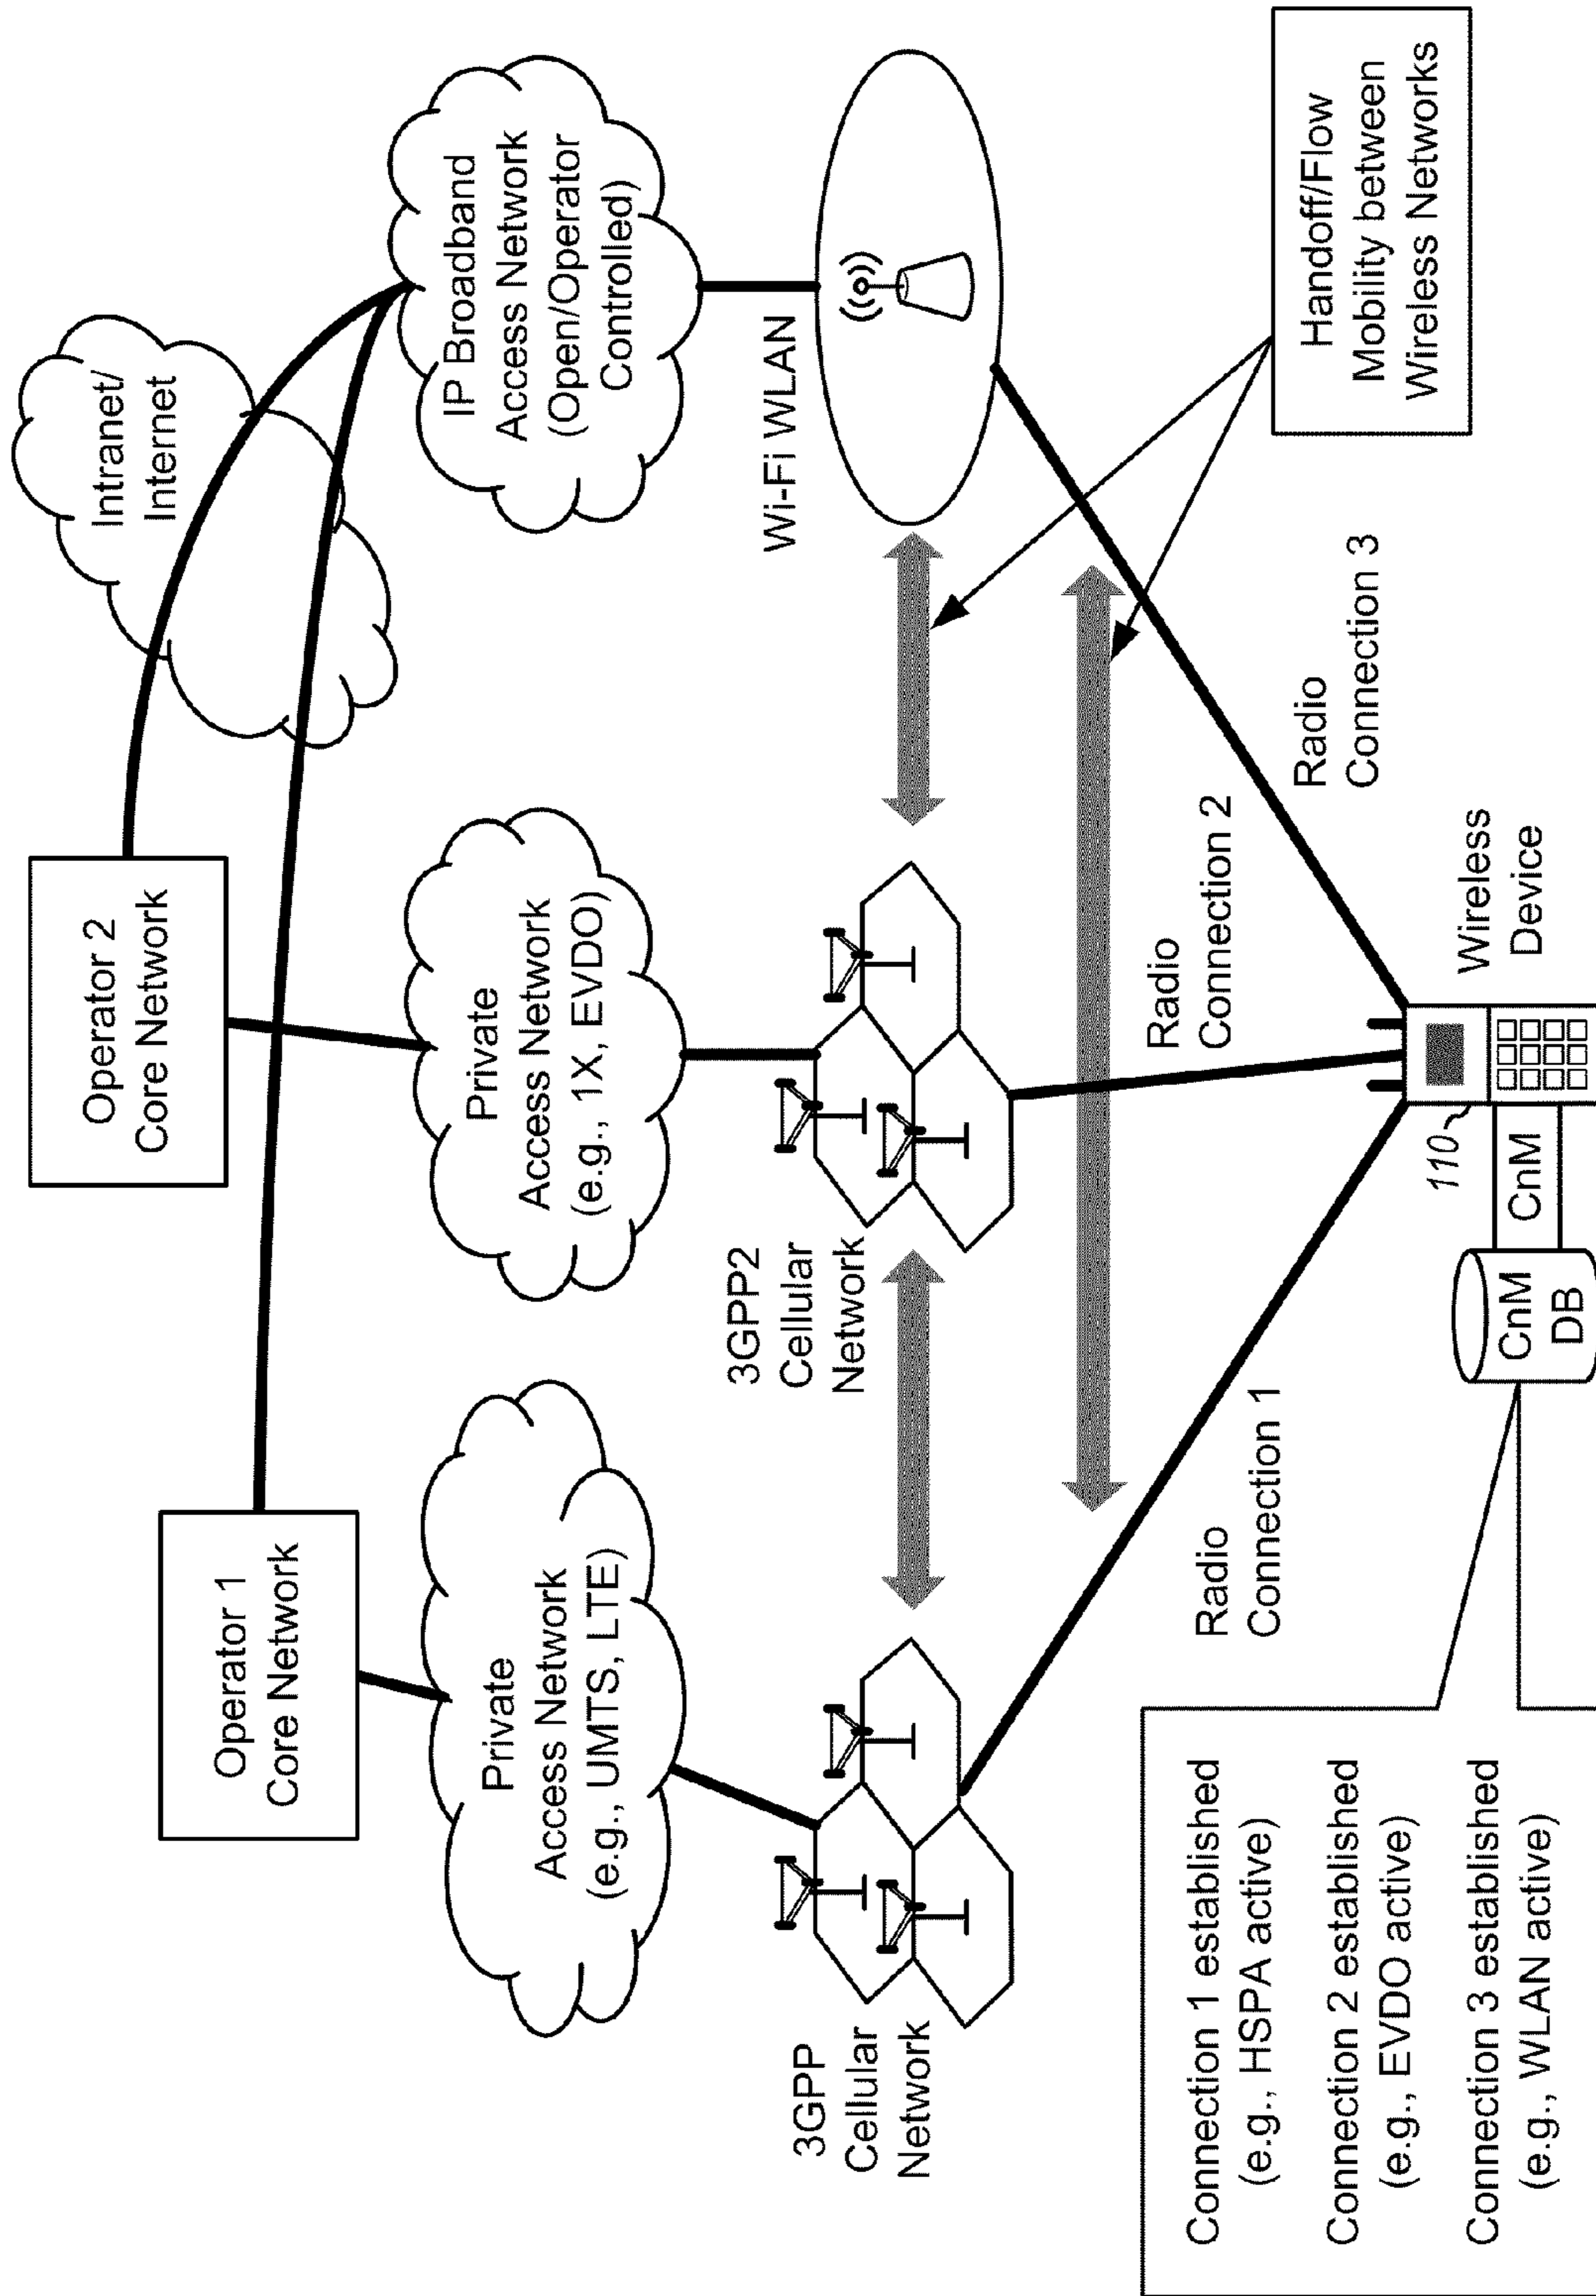 Intranet/
Internet
Operator 2
Core Network
Operator 1
Core Network
Private
Access Network
(e.g., UMTS, LTE)
Private
Access Network
(e.g., 1X, EVDO)
IP Broadband
Access Network
(Open/Operator
Controlled)
3GPP
Cellular
Network
3GPP2
Cellular
Network
Wi-Fi WLAN
Radio
Connection 1
Radio
Connection 2
Radio
Connection 3
Handoff/Flow
Mobility between
Wireless Networks
Connection 1 established
(e.g., HSPA active)
Connection 2 established
(e.g., EVDO active)
Connection 3 established
(e.g., WLAN active)
CnM
DB
CnM
110
Wireless
Device